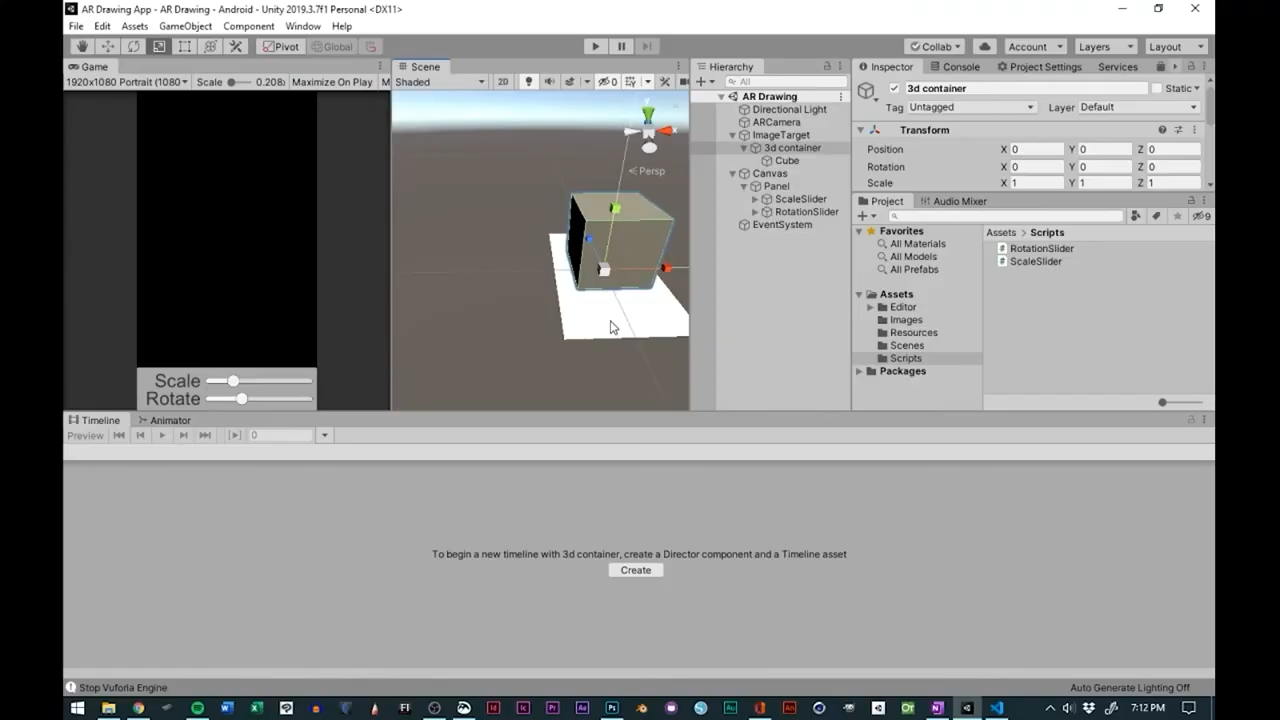 AR Drawing App - AR Drawing - Android - Unity 2019.3.7f1 Personal <DX11>
File Edit Assets GameObject Component Window Help
Pivot Global Collab Account Layers Layout
Game Scene Hierarchy Inspector Console Project Settings Services
1920x1080 Portrait (1080 Scale 0.208x Maximize On Play Shaded 2D 0 All
3d container Static
Tag Untagged Layer Default
AR Drawing
Directional Light
ARCamera
ImageTarget
3d container
Cube
Canvas
Panel
ScaleSlider
RotationSlider
EventSystem
Persp
Transform
Position X 0 Y 0 Z 0
Rotation X 0 Y 0 Z 0
Scale X 1 Y 1 Z 1
Project Audio Mixer
9
Favorites
All Materials
All Models
All Prefabs
Assets
Editor
Images
Resources
Scenes
Scripts
Packages
Assets > Scripts
RotationSlider
ScaleSlider
Scale
Rotate
Timeline Animator
Preview 0
To begin a new timeline with 3d container, create a Director component and a Timeline asset
Create
Stop Vuforia Engine Auto Generate Lighting Off
7:12 PM